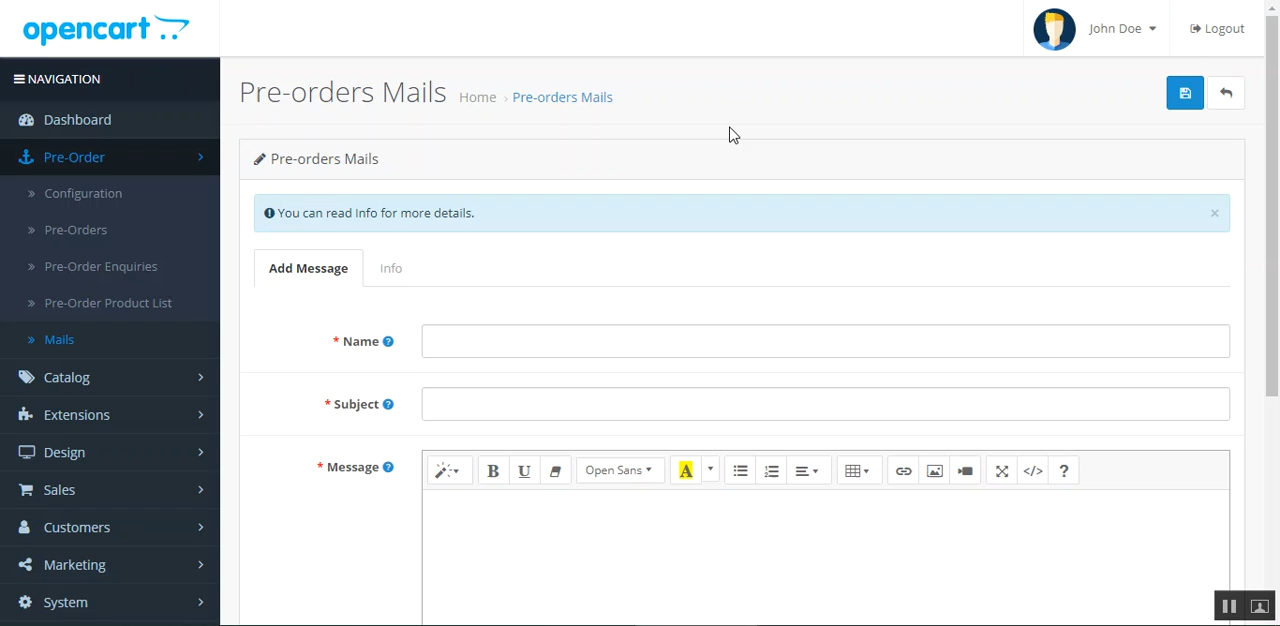 opencart
John Doe
Logout
NAVIGATION
Pre-orders Mails
Home › Pre-orders Mails
Dashboard
Pre-Order
Configuration
Pre-Orders
Pre-Order Enquiries
Pre-Order Product List
Mails
Catalog
Extensions
Design
Sales
Customers
Marketing
System
Pre-orders Mails
You can read Info for more details. ×
Add Message
Info
* Name
* Subject
* Message
B U Open Sans A </> ?